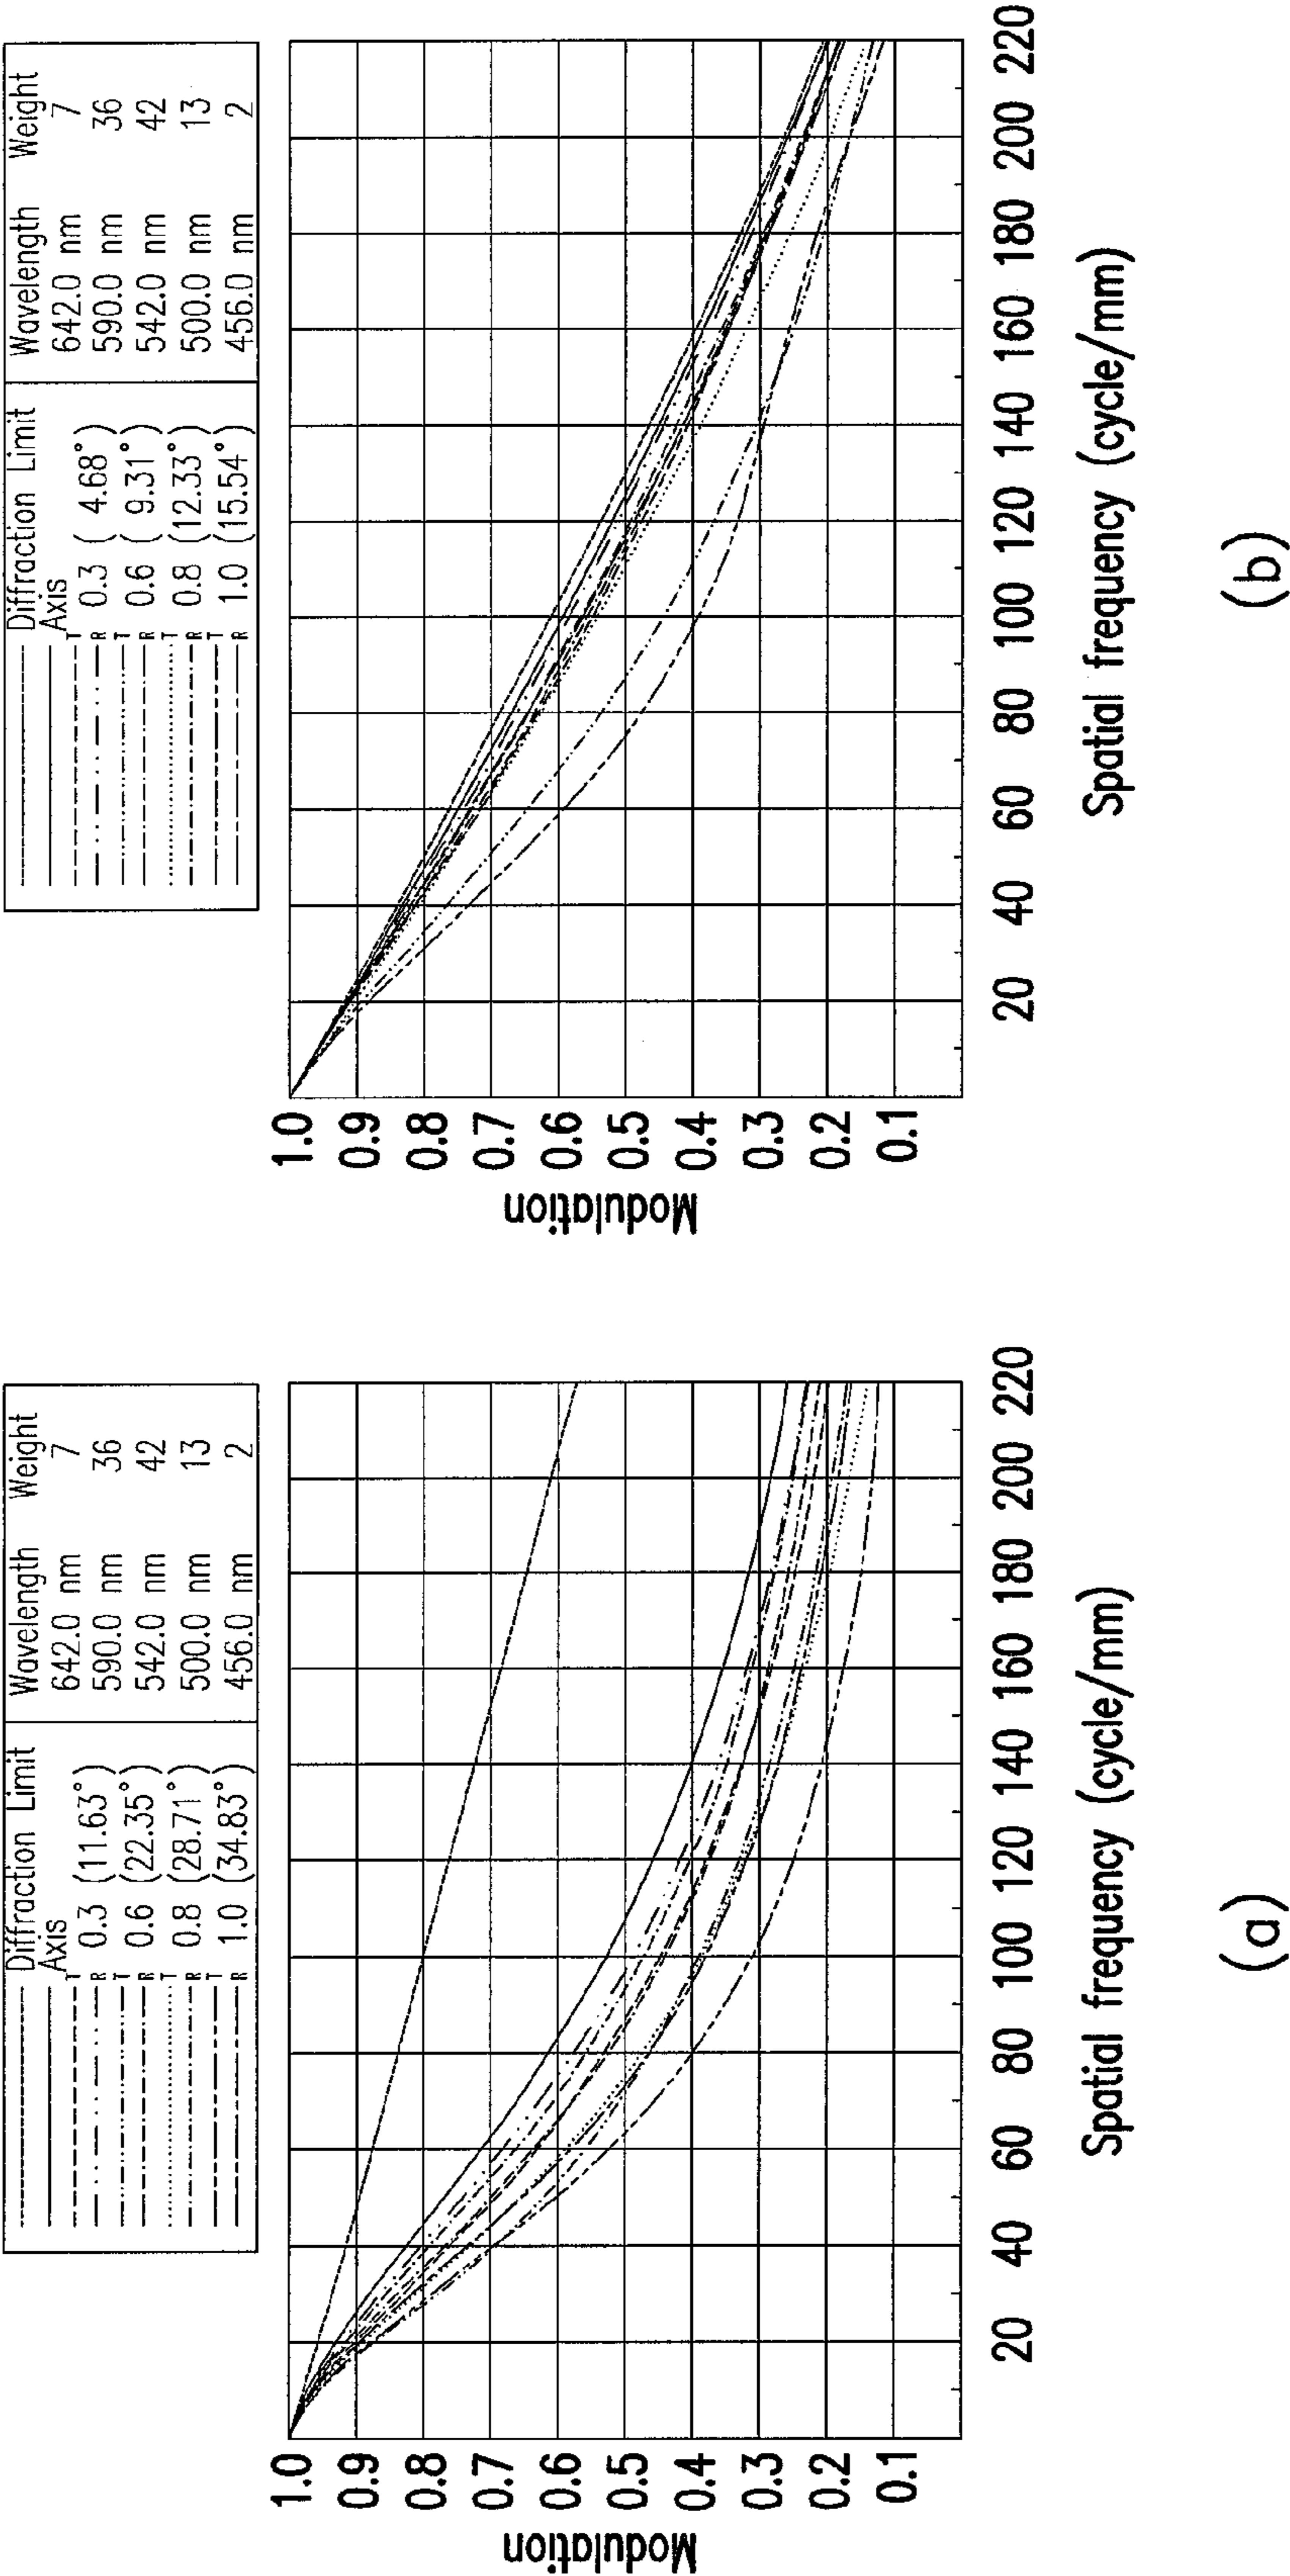 Diffraction Limit Wavelength Weight
Axis 642.0 nm 7
T 590.0 nm 36
R 0.3 (11.63°)
T 542.0 nm 42
R 0.6 (22.35°)
T 500.0 nm 13
R 0.8 (28.71°)
T 456.0 nm 2
R 1.0 (34.83°)
Modulation
1.0
0.9
0.8
0.7
0.6
0.5
0.4
0.3
0.2
0.1
20 40 60 80 100 120 140 160 180 200 220
Spatial frequency (cycle/mm)
(a)
Diffraction Limit Wavelength Weight
Axis 642.0 nm 7
T 590.0 nm 36
R 0.3 ( 4.68°)
T 542.0 nm 42
R 0.6 ( 9.31°)
T 500.0 nm 13
R 0.8 (12.33°)
T 456.0 nm 2
R 1.0 (15.54°)
Modulation
1.0
0.9
0.8
0.7
0.6
0.5
0.4
0.3
0.2
0.1
20 40 60 80 100 120 140 160 180 200 220
Spatial frequency (cycle/mm)
(b)